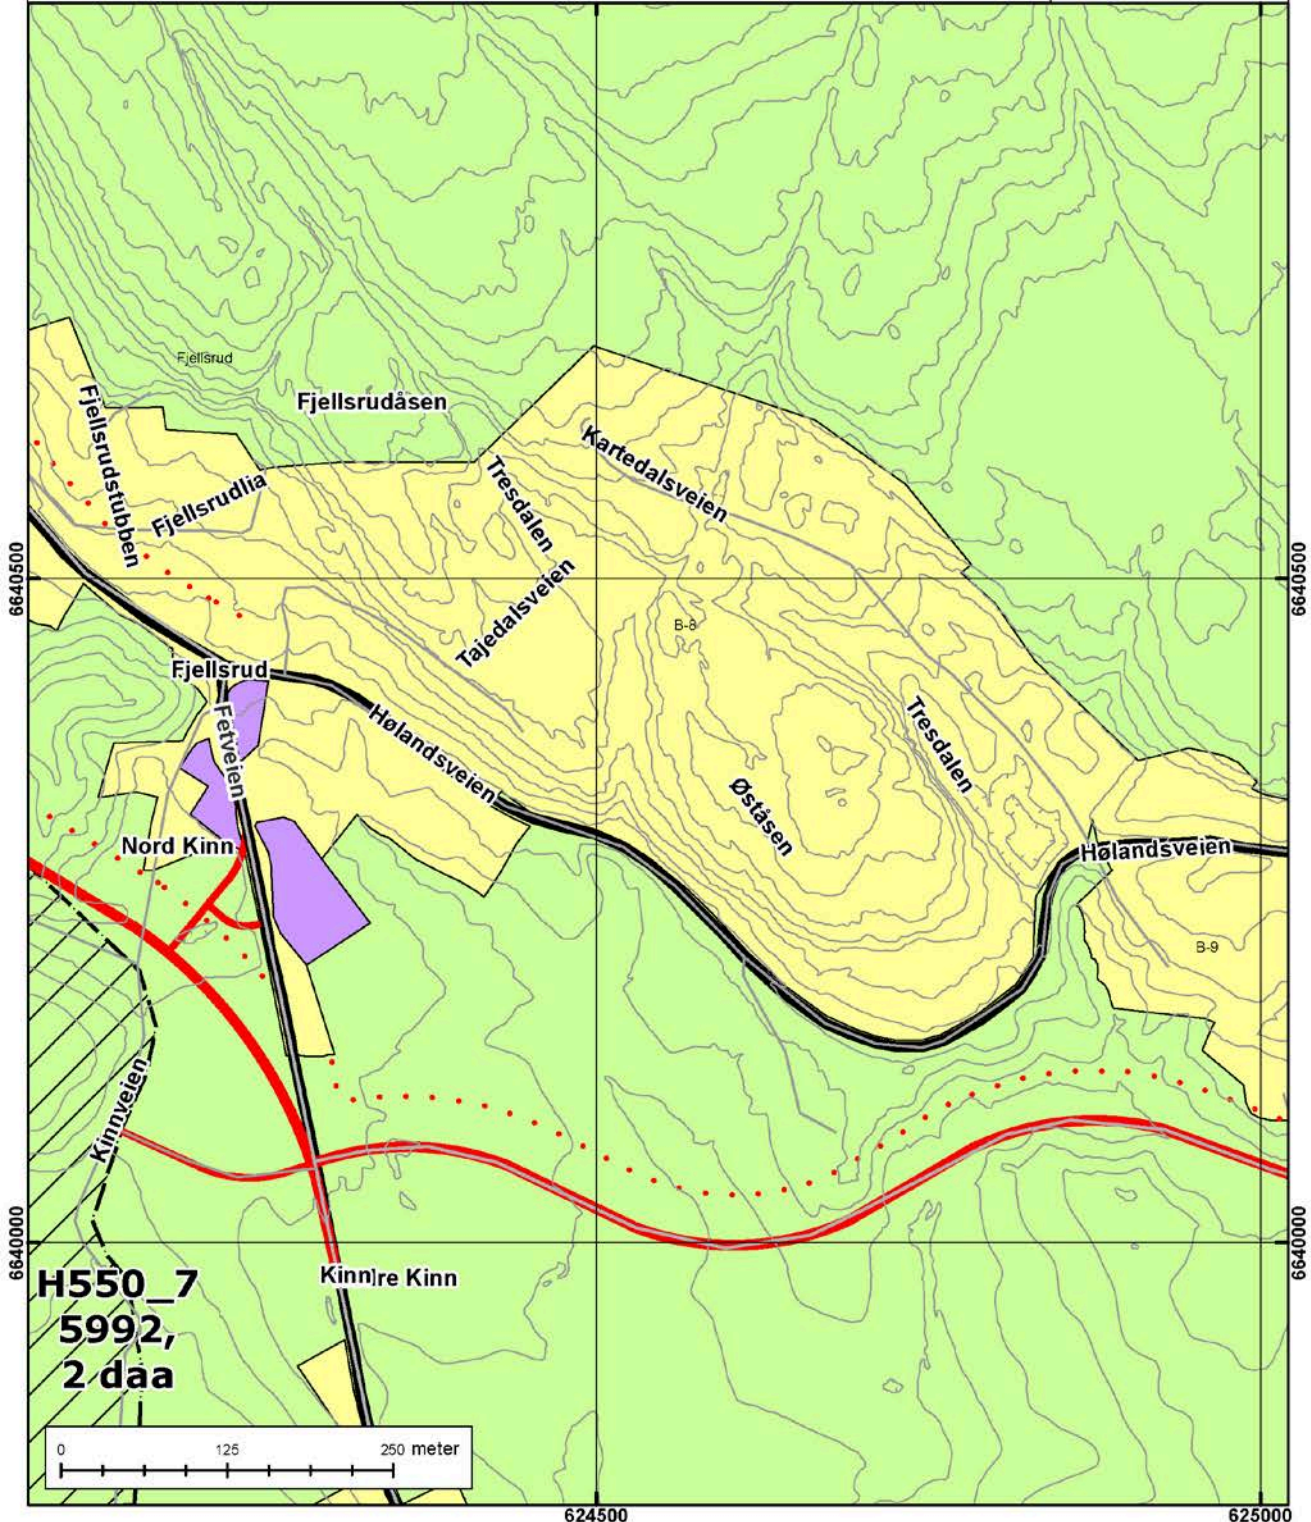 Fjellsrud
Fjellsrudåsen
Fjellsrudstubben
Fjellsrudlia
Tresdalen
Kartedalsveien
Tajedalsveien
6640500
6640500
B-8
Fjellsrud
Fetveien
Hølandsveien
Tresdalen
Øståsen
Nord Kinn
Hølandsveien
B-9
Kinnveien
6640000
6640000
Kinn
re Kinn
H550_7
5992,
2 daa
0 125 250 meter
624500
625000